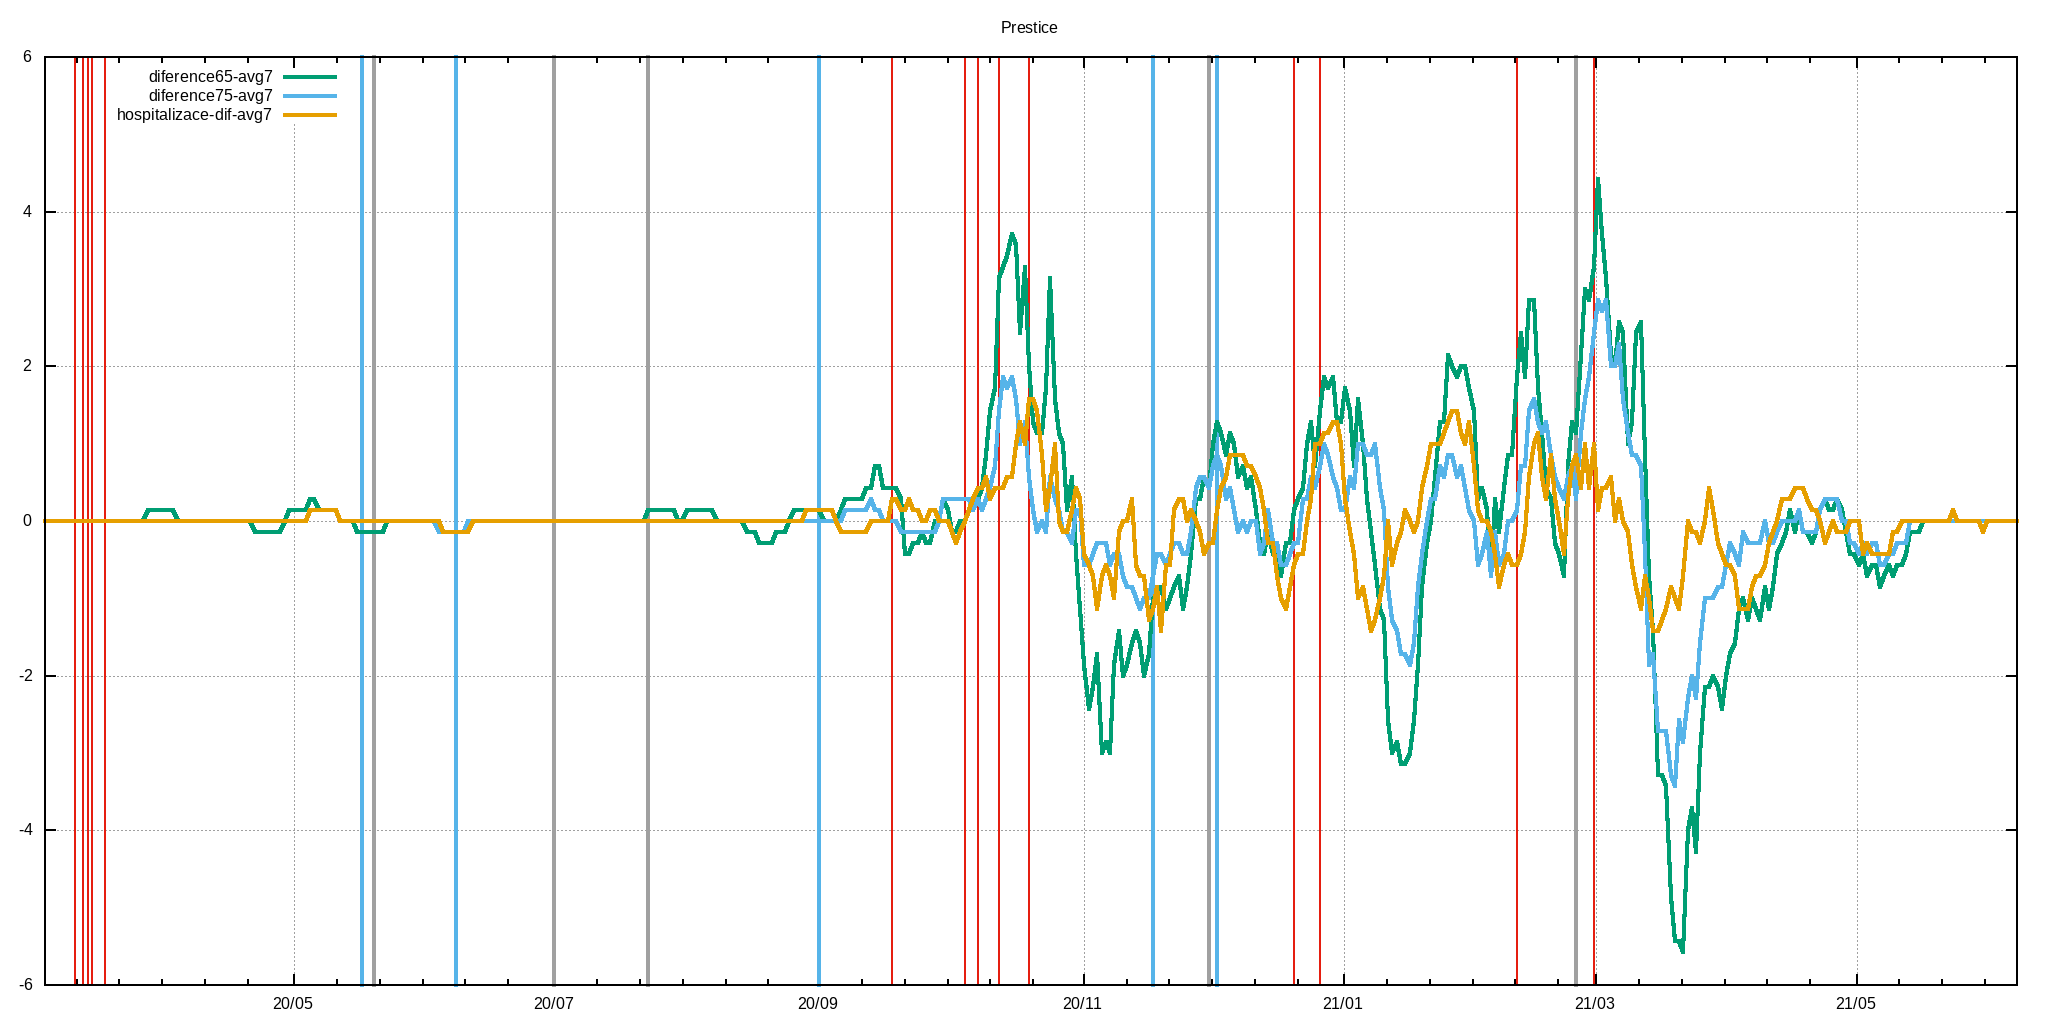 Prestice
6
diference65-avg7
diference75-avg7
hospitalizace-dif-avg7
4
2
0
-2
-4
-6
20/05 20/07 20/09 20/11 21/01 21/03 21/05